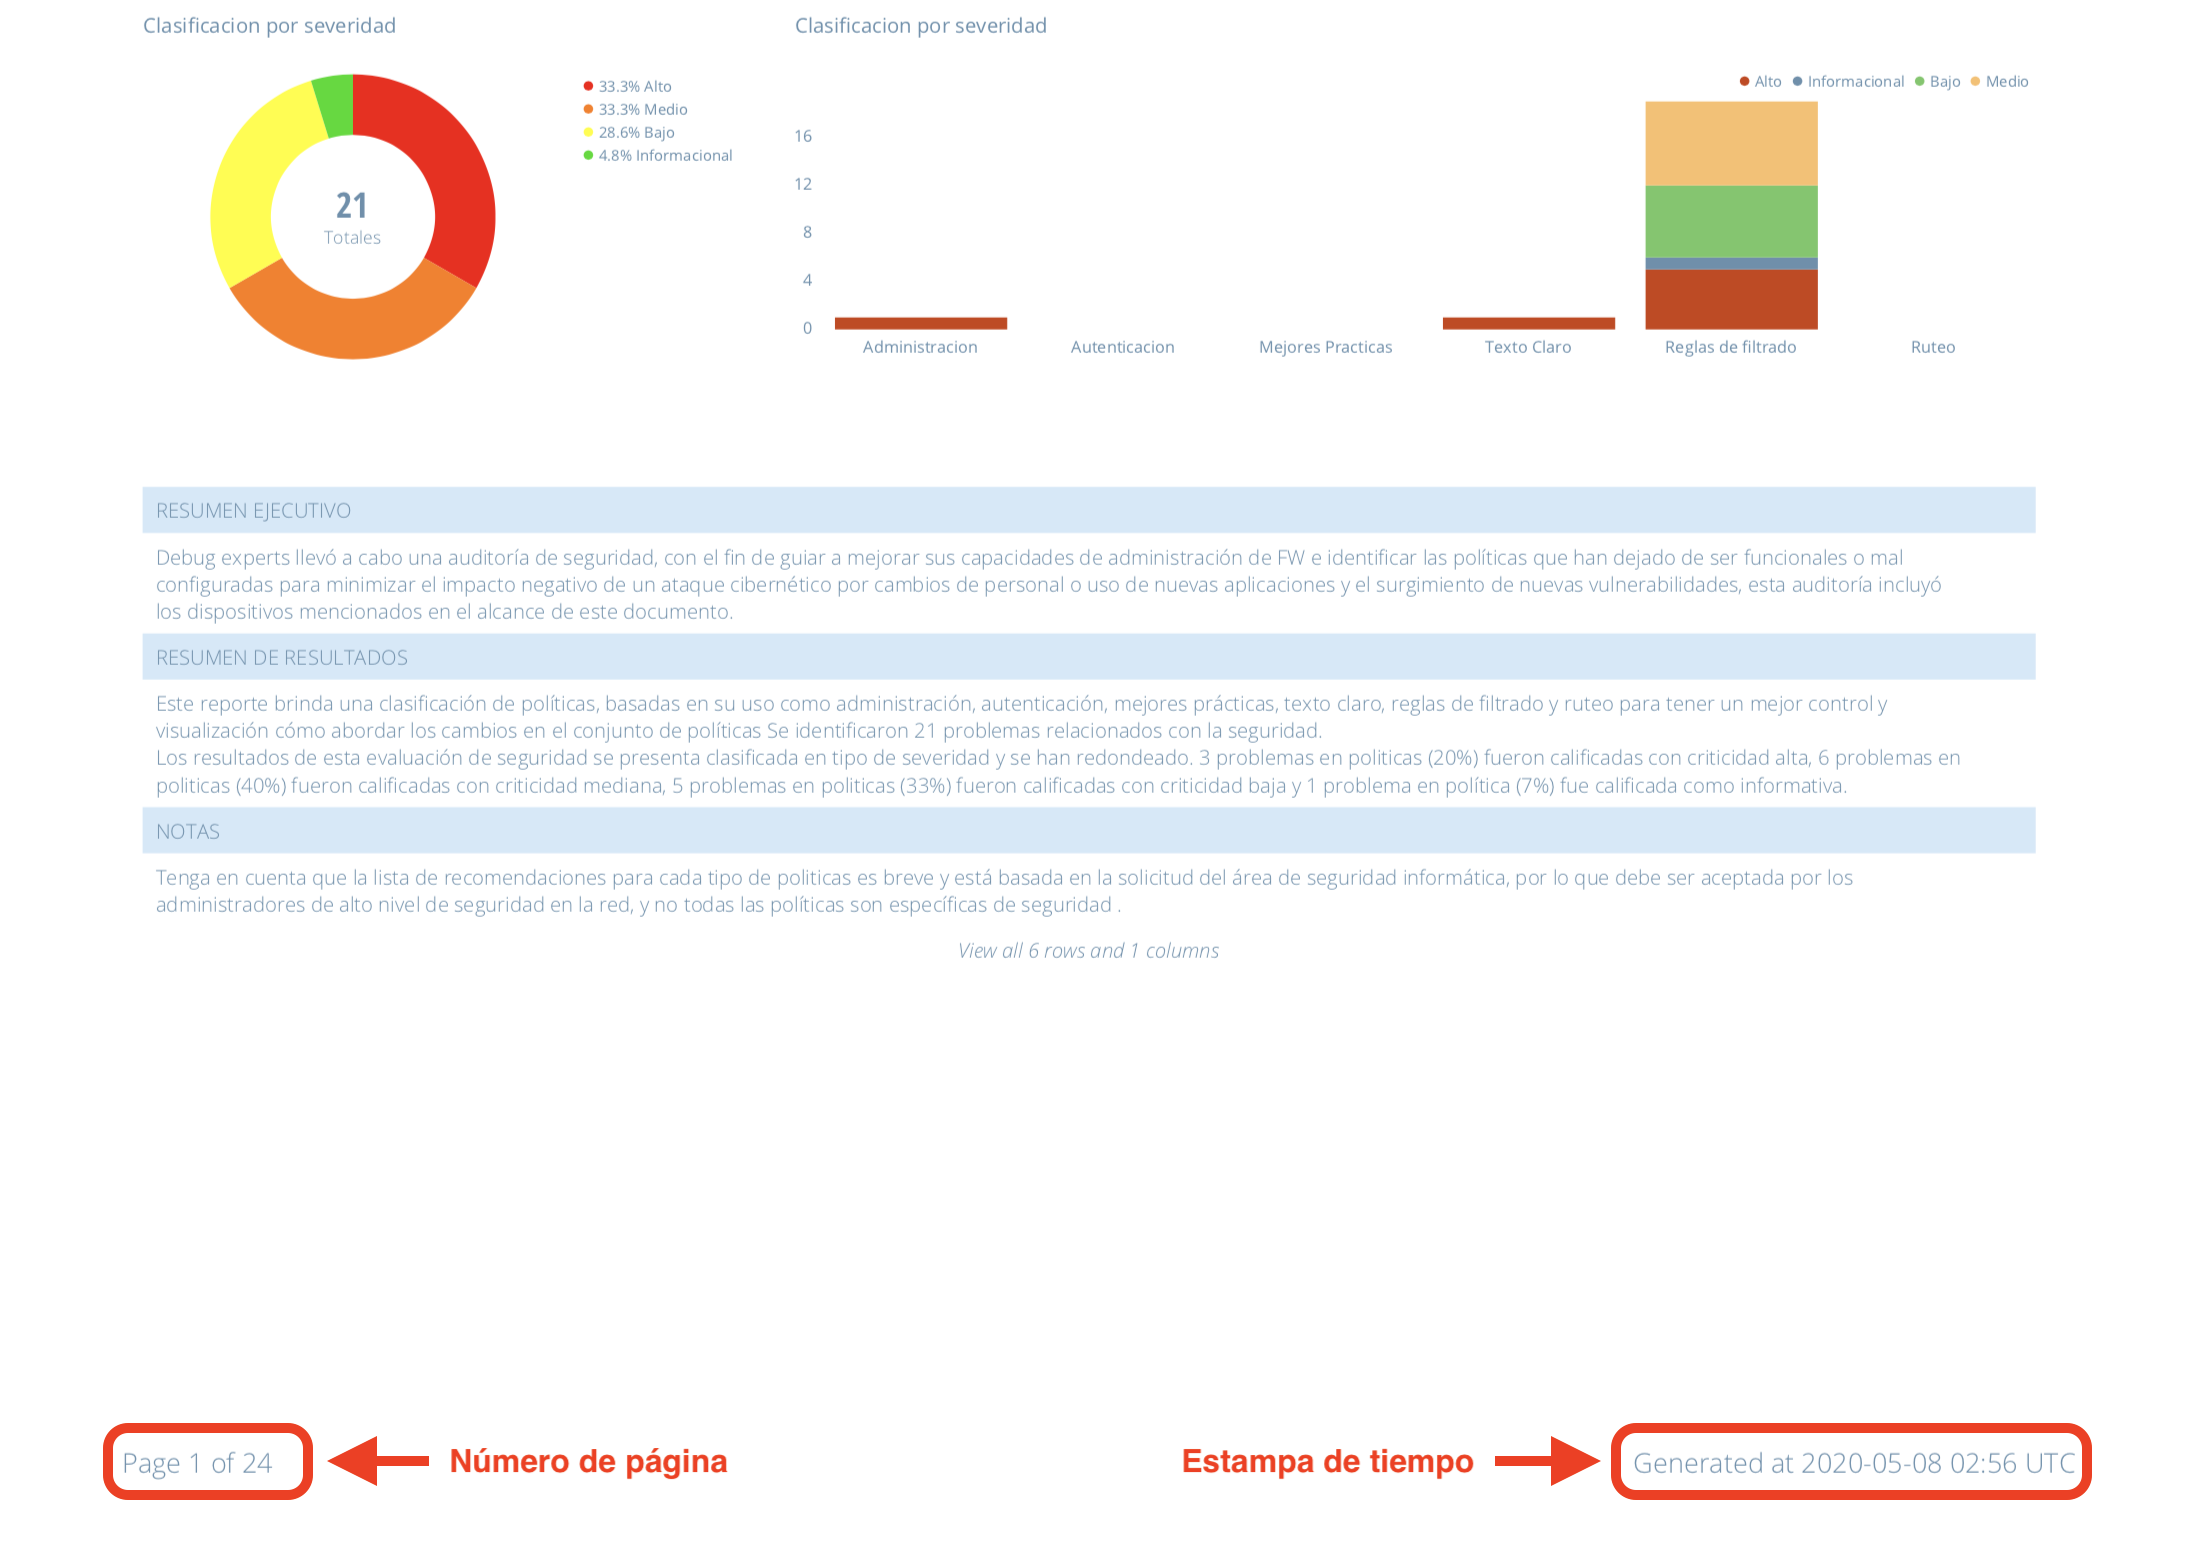 Clasificacion por severidad
33.3% Alto
33.3% Medio
28.6% Bajo
4.8% Informacional
21
Totales
Clasificacion por severidad
Alto Informacional Bajo Medio
16
12
8
4
0
Administracion Autenticacion Mejores Practicas Texto Claro Reglas de filtrado Ruteo
RESUMEN EJECUTIVO
Debug experts llevó a cabo una auditoría de seguridad, con el fin de guiar a mejorar sus capacidades de administración de FW e identificar las políticas que han dejado de ser funcionales o mal
configuradas para minimizar el impacto negativo de un ataque cibernético por cambios de personal o uso de nuevas aplicaciones y el surgimiento de nuevas vulnerabilidades, esta auditoría incluyó
los dispositivos mencionados en el alcance de este documento.
RESUMEN DE RESULTADOS
Este reporte brinda una clasificación de políticas, basadas en su uso como administración, autenticación, mejores prácticas, texto claro, reglas de filtrado y ruteo para tener un mejor control y
visualización cómo abordar los cambios en el conjunto de políticas Se identificaron 21 problemas relacionados con la seguridad.
Los resultados de esta evaluación de seguridad se presenta clasificada en tipo de severidad y se han redondeado. 3 problemas en politicas (20%) fueron calificadas con criticidad alta, 6 problemas en
politicas (40%) fueron calificadas con criticidad mediana, 5 problemas en politicas (33%) fueron calificadas con criticidad baja y 1 problema en política (7%) fue calificada como informativa.
NOTAS
Tenga en cuenta que la lista de recomendaciones para cada tipo de politicas es breve y está basada en la solicitud del área de seguridad informática, por lo que debe ser aceptada por los
administradores de alto nivel de seguridad en la red, y no todas las políticas son específicas de seguridad .
View all 6 rows and 1 columns
Page 1 of 24 Número de página Estampa de tiempo Generated at 2020-05-08 02:56 UTC